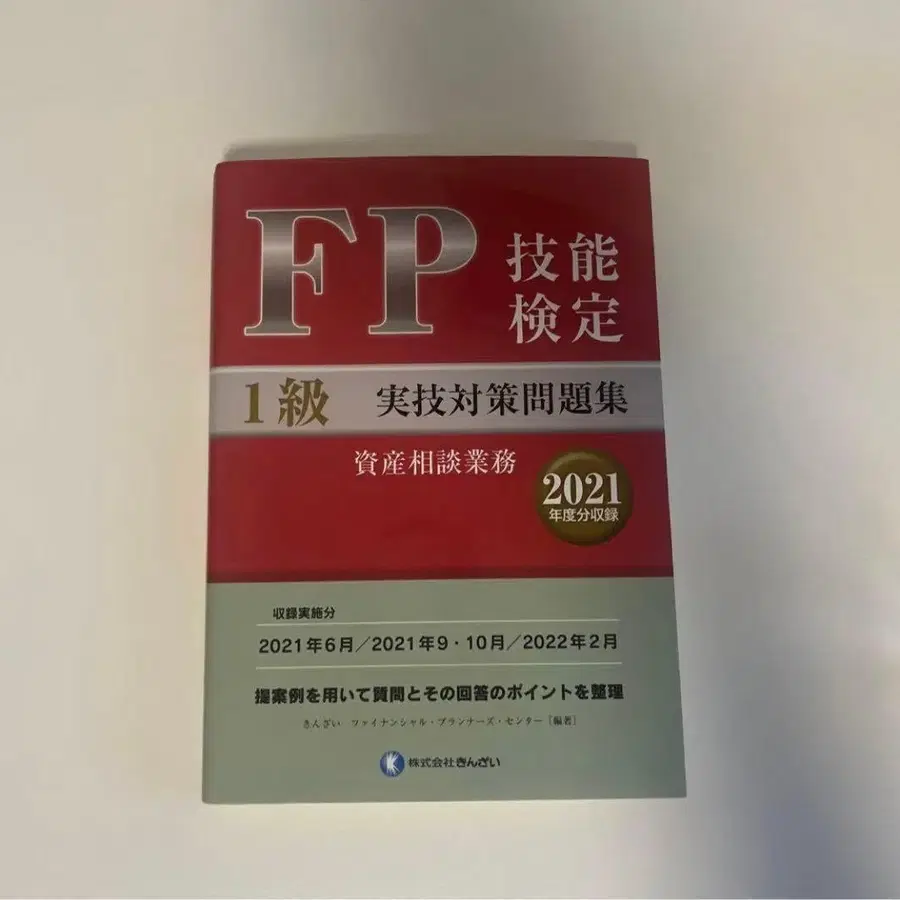 FP 技能
検定
1級 実技対策問題集
資産相談業務
2021
年度分収録
収録実施分
2021年6月／2021年9・10月／2022年2月
提案例を用いて質問とその回答のポイントを整理
きんざい ファイナンシャル・プランナーズ・センター［編著］
株式会社きんざい